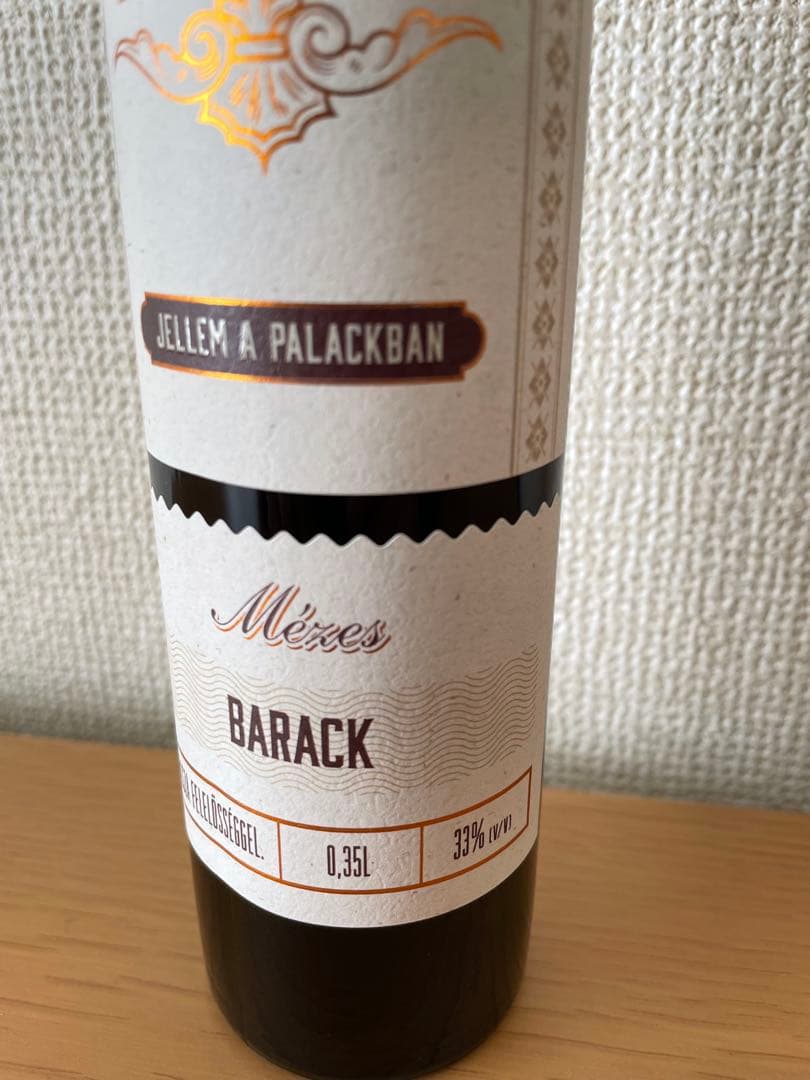 JELLEM A PALACKBAN
Mézes
BARACK
FELELŐSSÉGGEL.
0,35L
33% (V/V)